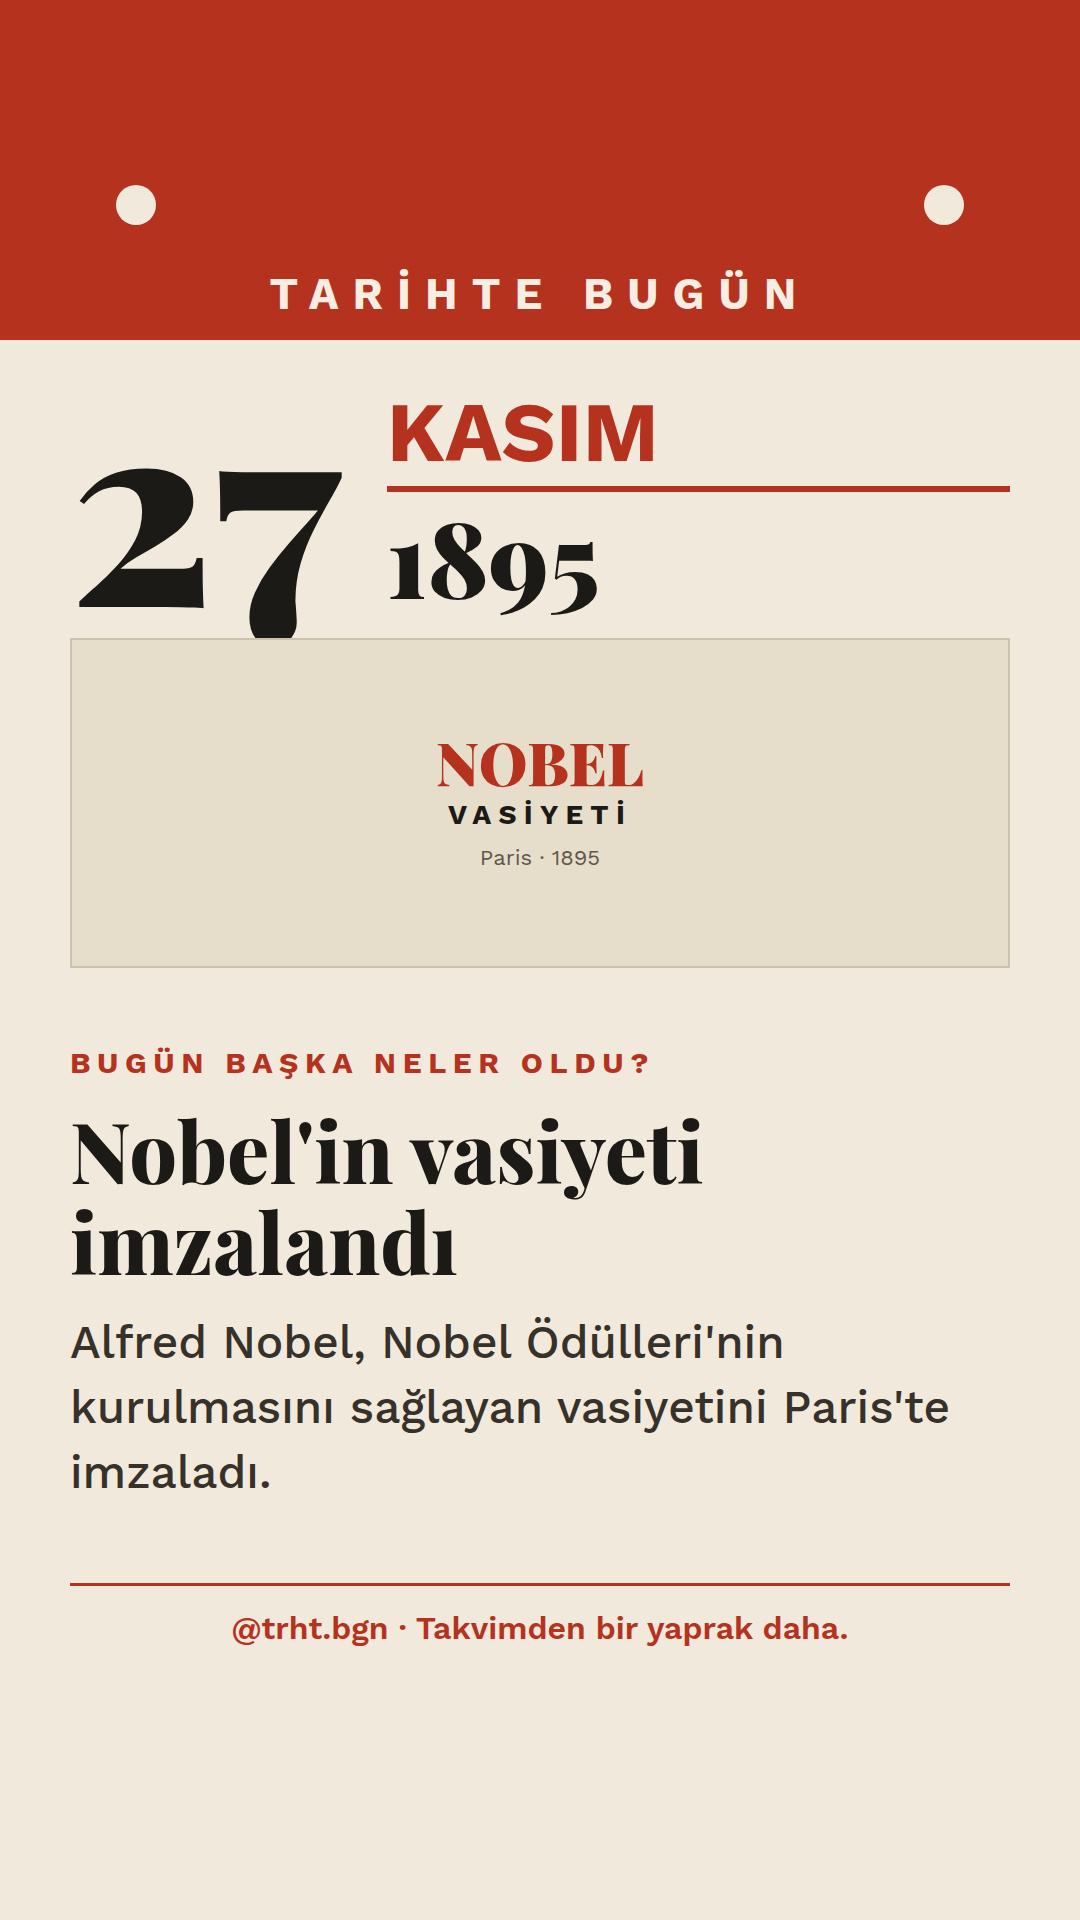 TARİHTE BUGÜN
27
KASIM
1895
NOBEL
VASİYETİ
Paris · 1895
BUGÜN BAŞKA NELER OLDU?
Nobel'in vasiyeti
imzalandı
Alfred Nobel, Nobel Ödülleri'nin
kurulmasını sağlayan vasiyetini Paris'te
imzaladı.
@trht.bgn · Takvimden bir yaprak daha.